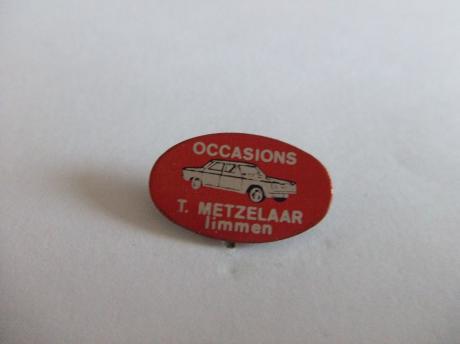 OCCASIONS
T. METZELAAR
limmen